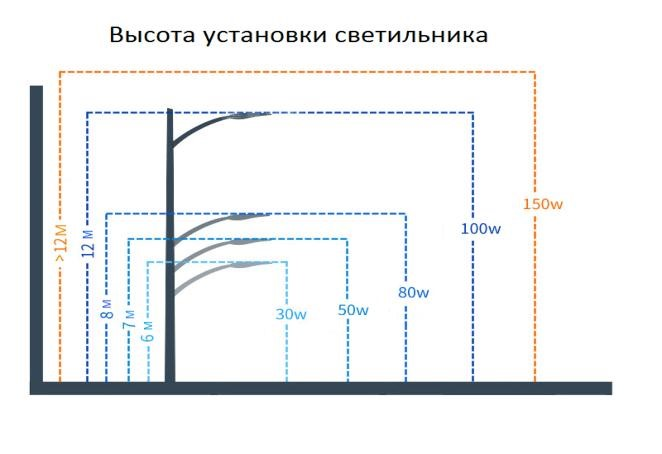 Высота установки светильника
>12М
12 М
8 М
7 М
6 М
30w
50w
80w
100w
150w